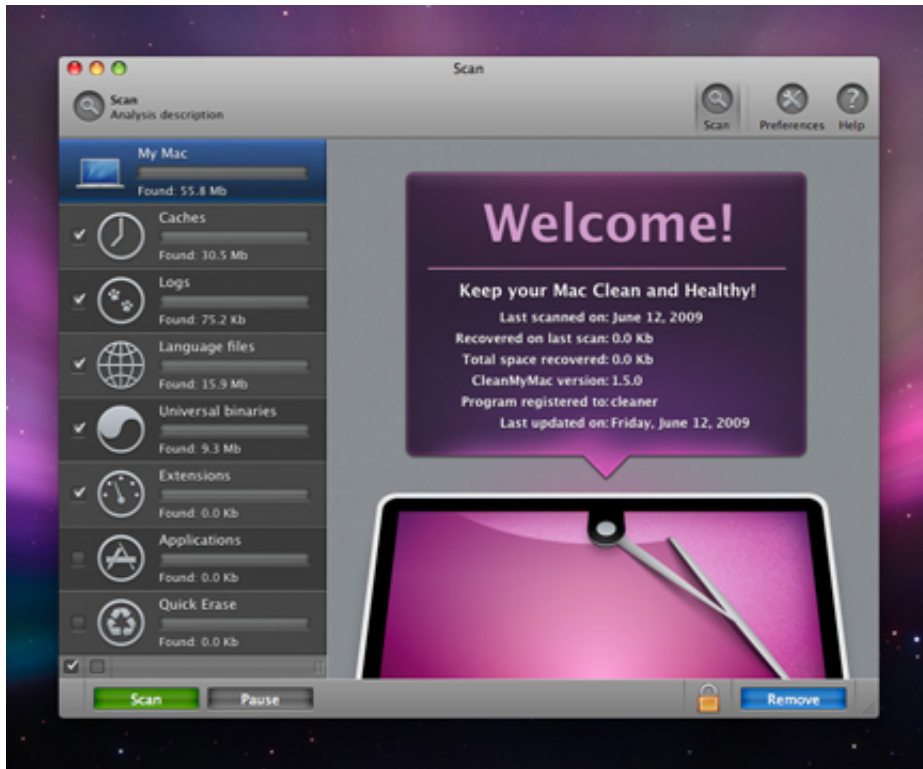 Scan
Scan
Analysis description
Scan
Preferences
Help
My Mac
Found: 55.8 Mb
Caches
Found: 30.5 Mb
Logs
Found: 75.2 Kb
Language files
Found: 15.9 Mb
Universal binaries
Found: 9.3 Mb
Extensions
Found: 0.0 Kb
Applications
Found: 0.0 Kb
Quick Erase
Found: 0.0 Kb
Welcome!
Keep your Mac Clean and Healthy!
Last scanned on: June 12, 2009
Recovered on last scan: 0.0 Kb
Total space recovered: 0.0 Kb
CleanMyMac version: 1.5.0
Program registered to: cleaner
Last updated on: Friday, June 12, 2009
Scan
Pause
Remove